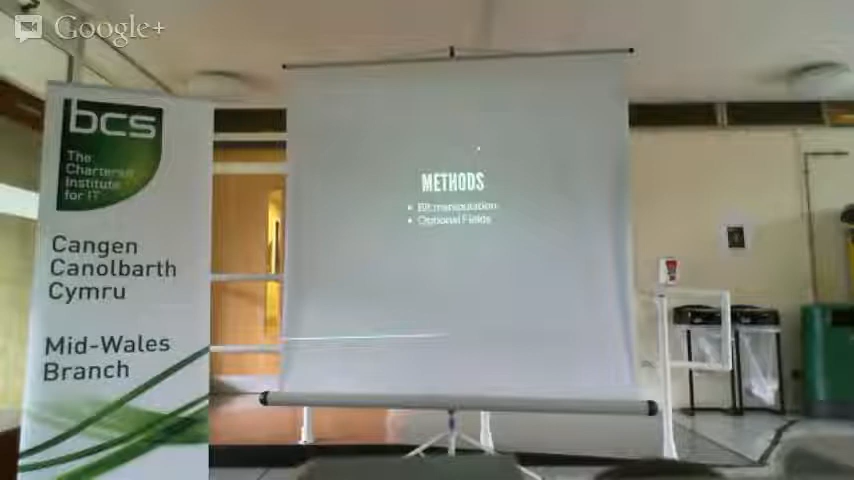 Google+
bcs
The
Chartered
Institute
for IT
Cangen
Canolbarth
Cymru
Mid-Wales
Branch
METHODS
Bit manipulation
Optional Fields